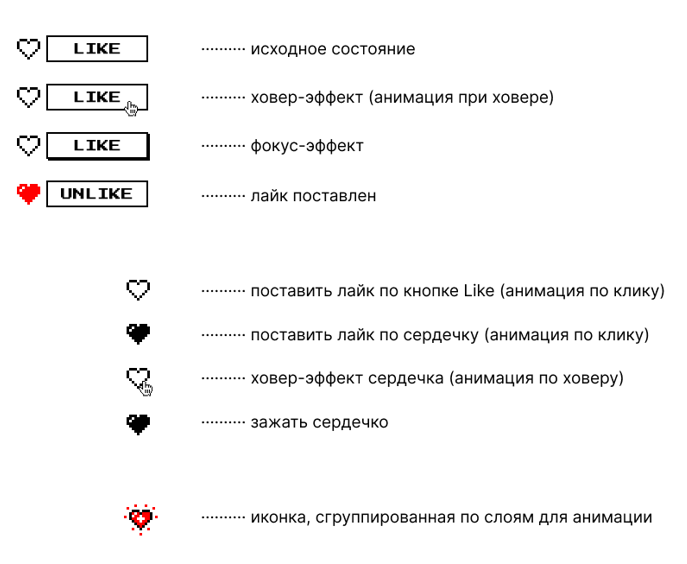 LIKE ·········· исходное состояние
LIKE ·········· ховер-эффект (анимация при ховере)
LIKE ·········· фокус-эффект
UNLIKE ·········· лайк поставлен
·········· поставить лайк по кнопке Like (анимация по клику)
·········· поставить лайк по сердечку (анимация по клику)
·········· ховер-эффект сердечка (анимация по ховеру)
·········· зажать сердечко
·········· иконка, сгруппированная по слоям для анимации